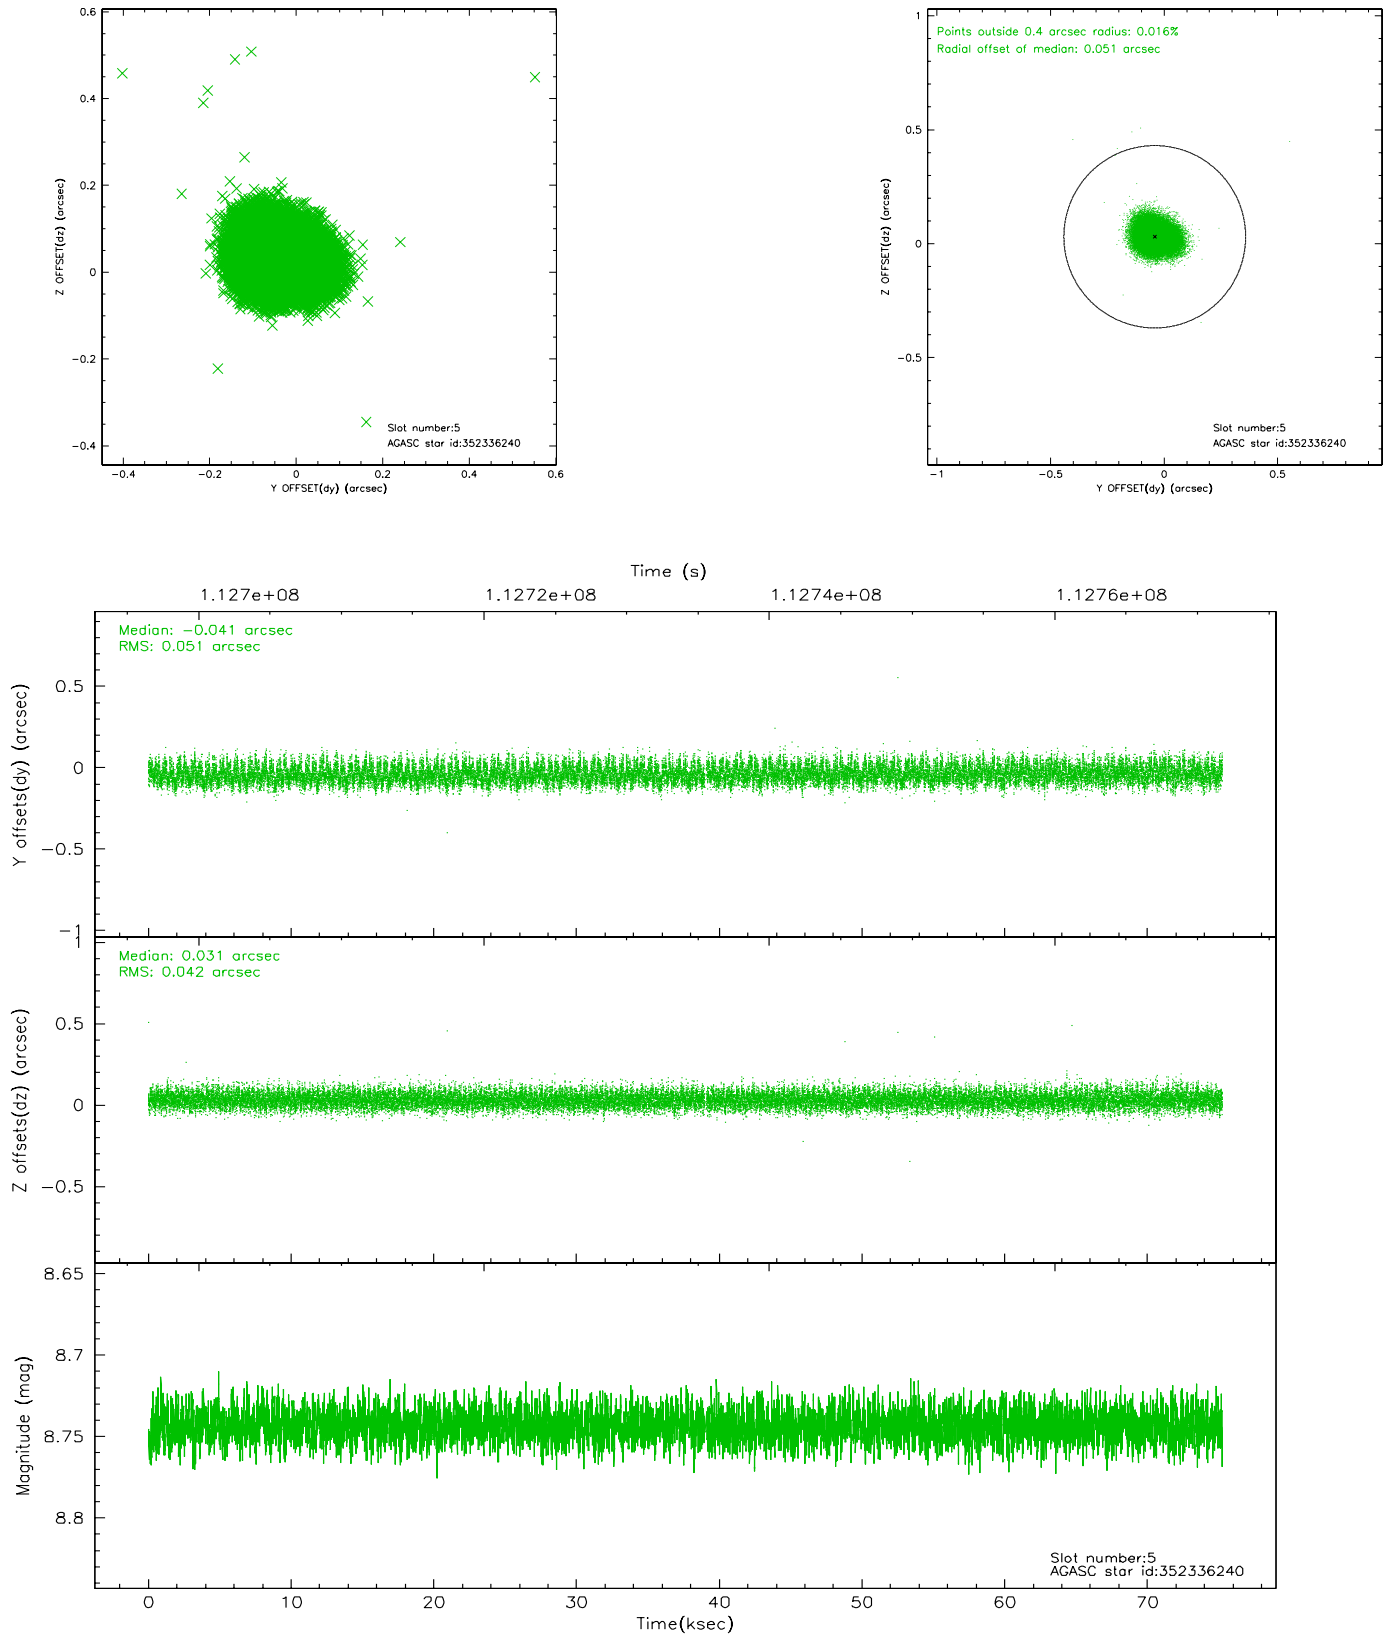 0.6
0.4
0.2
0
−0.2
−0.4
Z OFFSET(dz) (arcsec)
Slot number:5
AGASC star id:352336240
−0.4
−0.2
0
0.2
0.4
0.6
Y OFFSET(dy) (arcsec)
1
0.5
0
−0.5
Z OFFSET(dz) (arcsec)
Points outside 0.4 arcsec radius: 0.016%
Radial offset of median: 0.051 arcsec
Slot number:5
AGASC star id:352336240
−1
−0.5
0
0.5
Y OFFSET(dy) (arcsec)
Time (s)
1.127e+08
1.1272e+08
1.1274e+08
1.1276e+08
Median: −0.041 arcsec
RMS: 0.051 arcsec
0.5
0
−0.5
−1
Y offsets(dy) (arcsec)
Median: 0.031 arcsec
RMS: 0.042 arcsec
1
0.5
0
−0.5
Z offsets(dz) (arcsec)
8.65
8.7
8.75
8.8
Magnitude (mag)
Slot number:5
AGASC star id:352336240
0
10
20
30
40
50
60
70
Time(ksec)